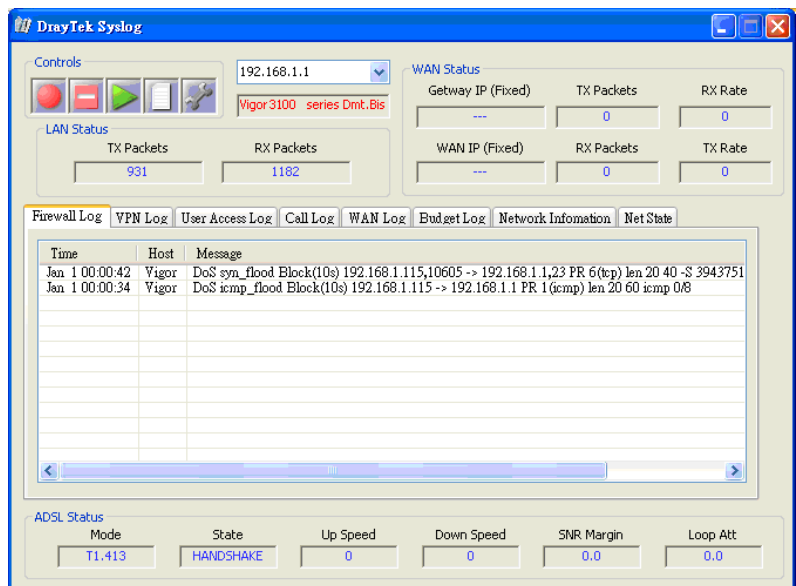 DrayTek Syslog
Controls
192.168.1.1
Vigor3100 series Dmt.Bis
LAN Status
TX Packets RX Packets
931 1182
WAN Status
Getway IP (Fixed) TX Packets RX Rate
--- 0 0
WAN IP (Fixed) RX Packets TX Rate
--- 0 0
Firewall Log VPN Log User Access Log Call Log WAN Log Budget Log Network Infomation Net State
Time Host Message
Jan 1 00:00:42 Vigor DoS syn_flood Block(10s) 192.168.1.115,10605 -> 192.168.1.1,23 PR 6(tcp) len 20 40 -S 3943751
Jan 1 00:00:34 Vigor DoS icmp_flood Block(10s) 192.168.1.115 -> 192.168.1.1 PR 1(icmp) len 20 60 icmp 0/8
ADSL Status
Mode State Up Speed Down Speed SNR Margin Loop Att
T1.413 HANDSHAKE 0 0 0.0 0.0